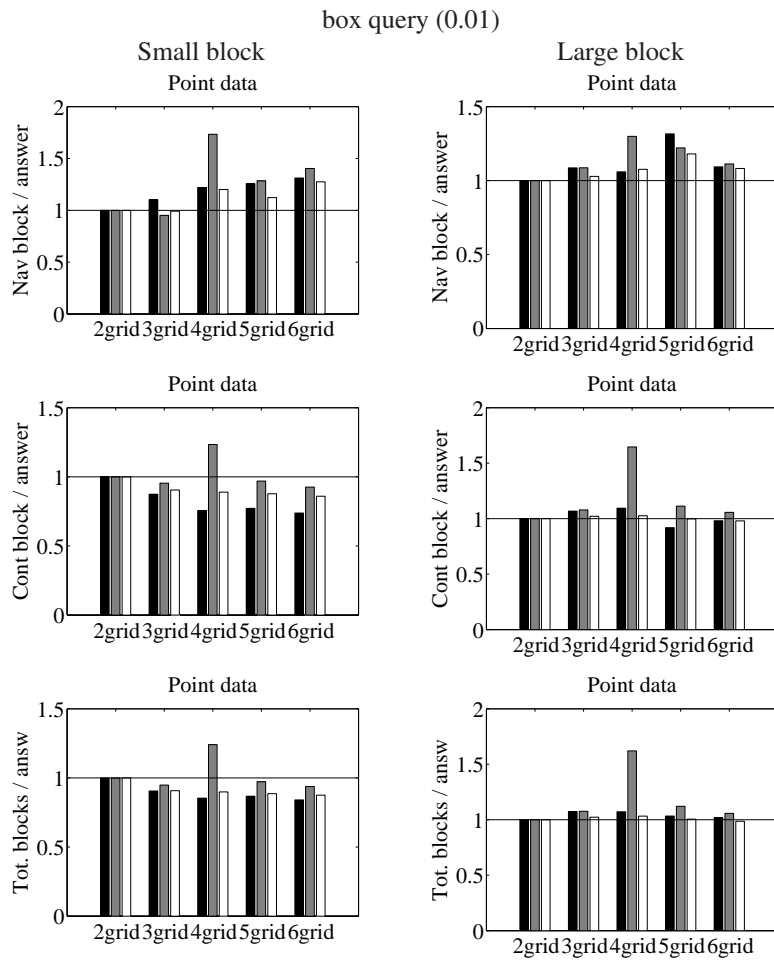 box query (0.01)
Small block
Large block
Point data
2
1.5
1
0.5
0
Nav block / answer
2grid 3grid 4grid 5grid 6grid
Point data
1.5
1
0.5
0
Nav block / answer
2grid 3grid 4grid 5grid 6grid
Point data
1.5
1
0.5
0
Cont block / answer
2grid 3grid 4grid 5grid 6grid
Point data
2
1.5
1
0.5
0
Cont block / answer
2grid 3grid 4grid 5grid 6grid
Point data
1.5
1
0.5
0
Tot. blocks / answ
2grid 3grid 4grid 5grid 6grid
Point data
2
1.5
1
0.5
0
Tot. blocks / answ
2grid 3grid 4grid 5grid 6grid